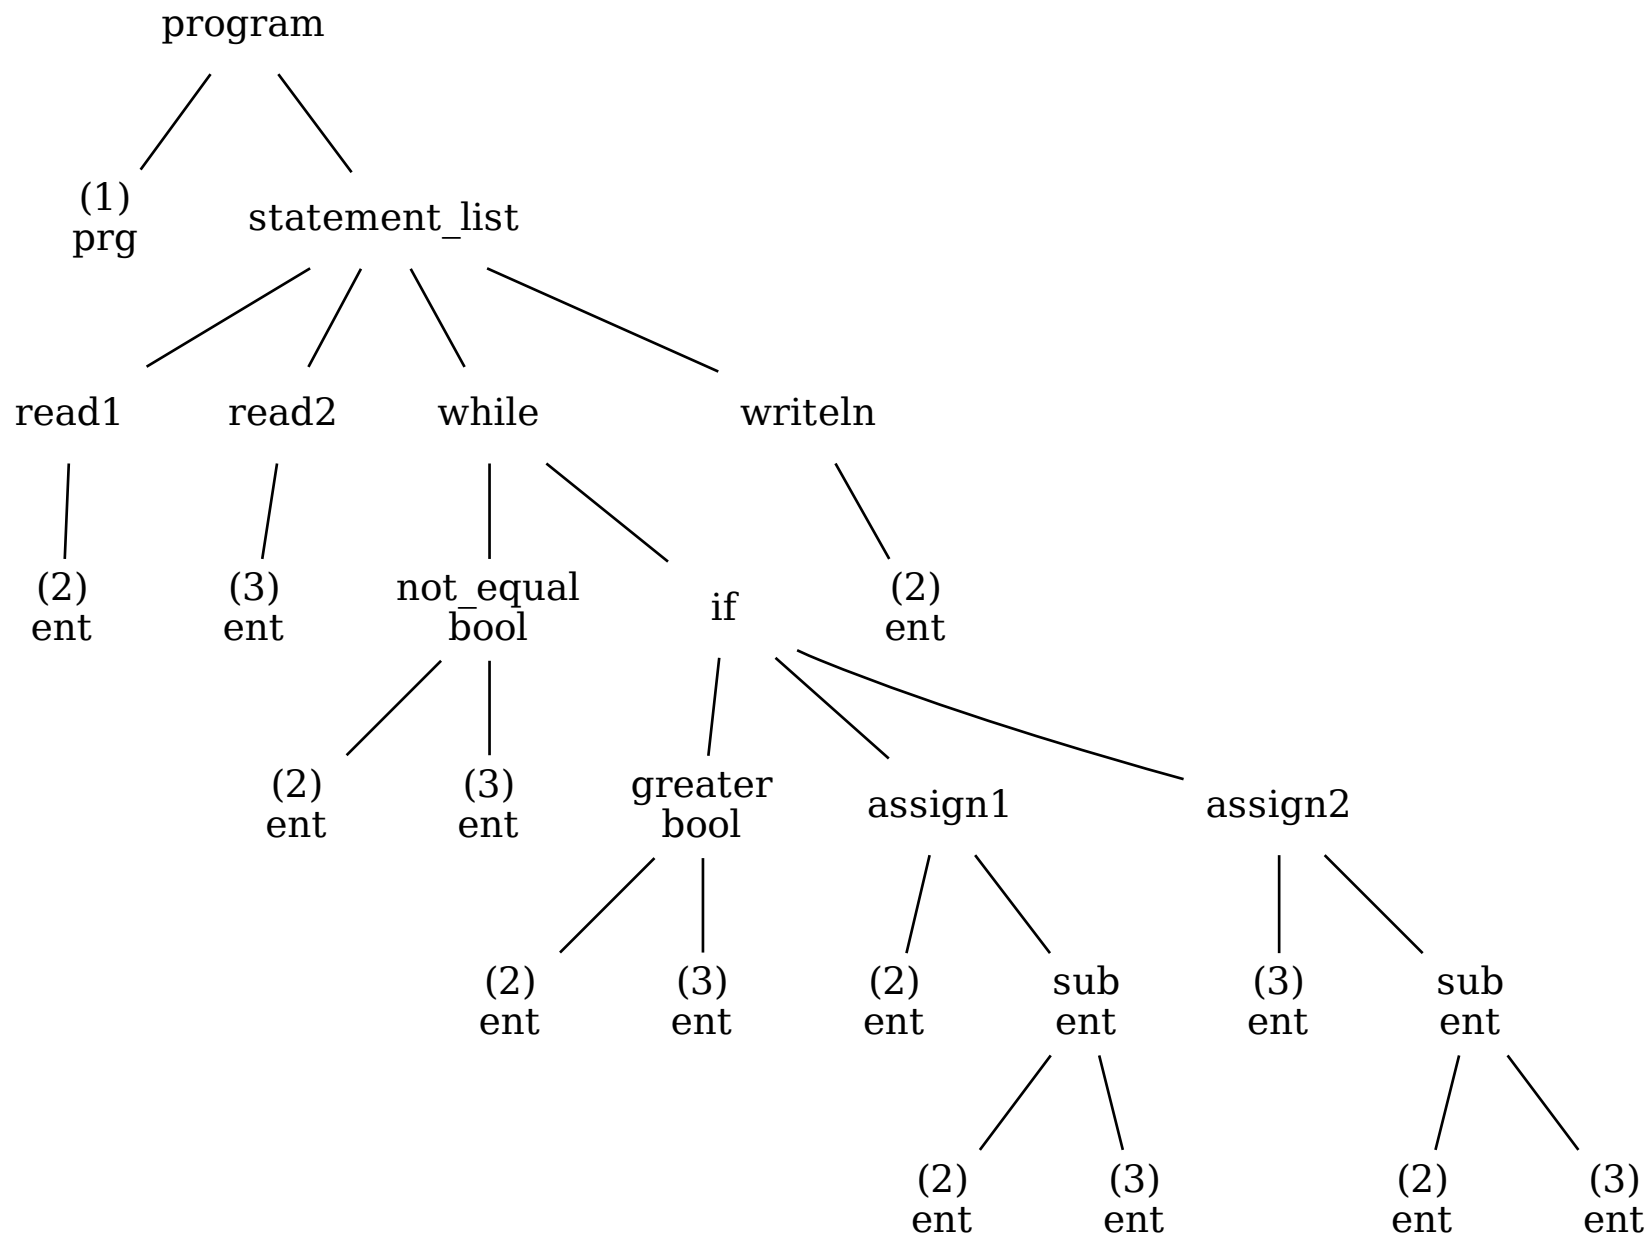 program
(1)
prg
statement_list
read1
read2
while
writeln
(2)
ent
(3)
ent
not_equal
bool
if
(2)
ent
(2)
ent
(3)
ent
greater
bool
assign1
assign2
(2)
ent
(3)
ent
(2)
ent
sub
ent
(3)
ent
sub
ent
(2)
ent
(3)
ent
(2)
ent
(3)
ent